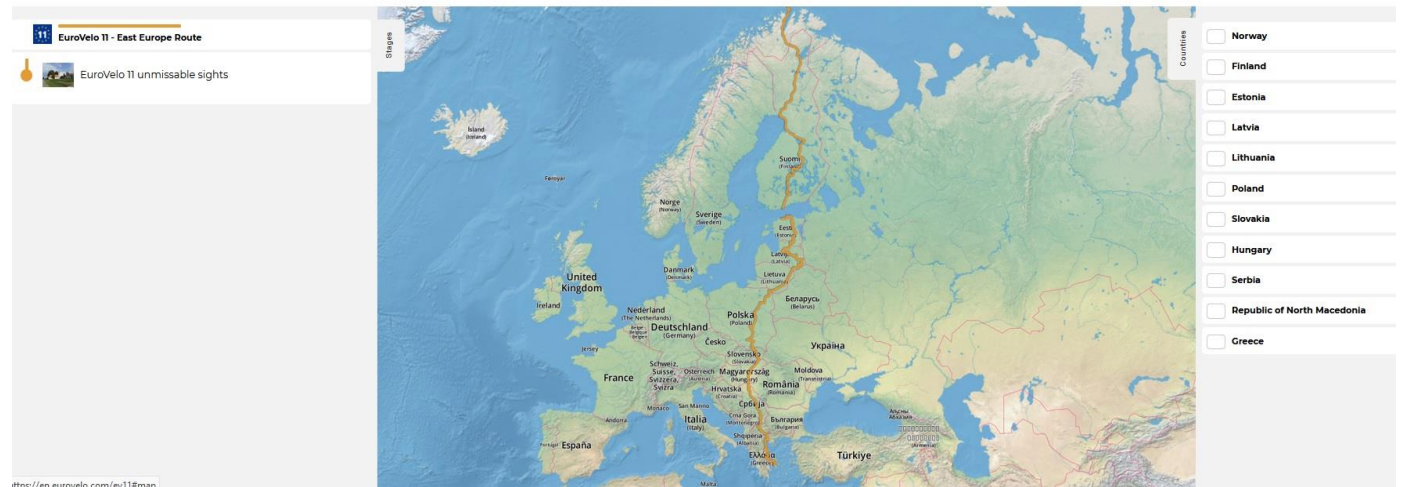 11 EuroVelo 11 - East Europe Route
EuroVelo 11 unmissable sights
Stages
Ísland
(Iceland)
Føroyar
Suomi
(Finland)
Norge
(Norway)
Sverige
(Sweden)
Eesti
(Estonia)
Latvija
(Latvia)
Lietuva
(Lithuania)
Danmark
(Denmark)
United
Kingdom
Ireland
Nederland
(The Netherlands)
Беларусь
(Belarus)
Polska
(Poland)
Deutschland
(Germany)
Česko
Jersey
Україна
Slovensko
(Slovakia)
Schweiz,
Suisse,
Svizzera,
Svizra
Österreich
(Austria)
Magyarország
(Hungary)
Moldova
France
România
(Romania)
Hrvatska
(Croatia)
Monaco
San Marino
Србија
Andorra
Italia
(Italy)
Crna Gora
(Montenegro)
България
(Bulgaria)
Portugal
España
Shqipëria
(Albania)
Ελλάδα
(Greece)
Türkiye
(Armenia)
Malta
Countries
Norway
Finland
Estonia
Latvia
Lithuania
Poland
Slovakia
Hungary
Serbia
Republic of North Macedonia
Greece
https://en.eurovelo.com/ev11#map